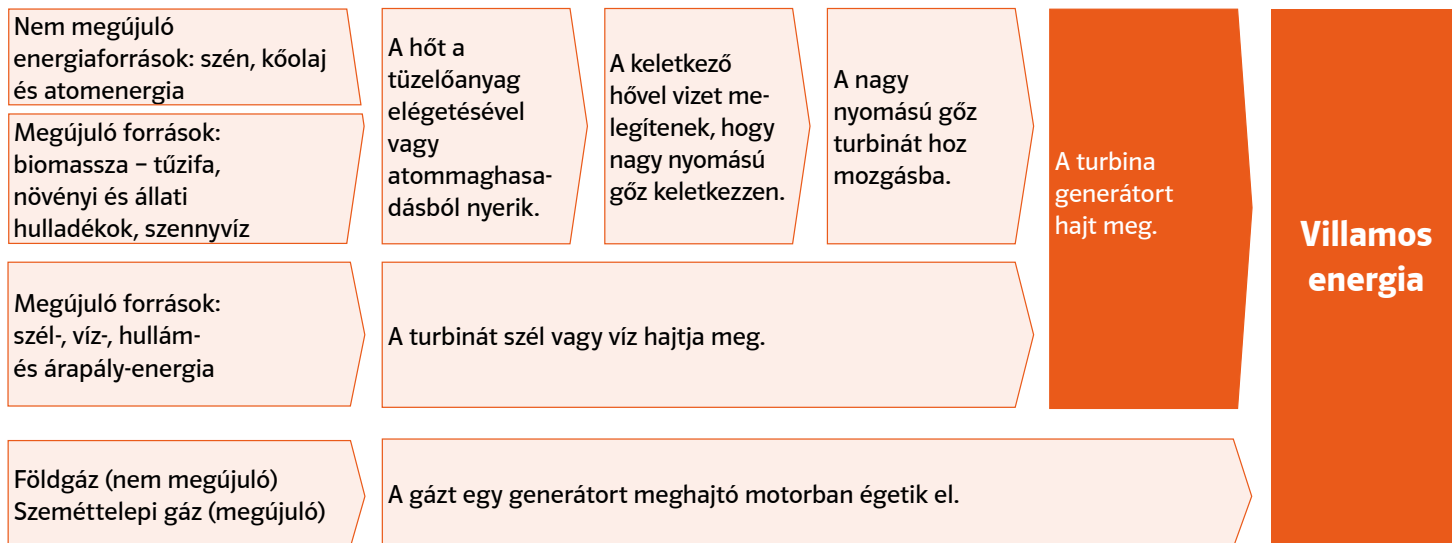 Nem megújuló
energiaforrások: szén, kőolaj
és atomenergia
Megújuló források:
biomassza – tűzifa,
növényi és állati
hulladékok, szennyvíz
A hőt a
tüzelőanyag
elégetésével
vagy
atommaghasa-
dásból nyerik.
A keletkező
hővel vizet me-
legítenek, hogy
nagy nyomású
gőz keletkezzen.
A nagy
nyomású gőz
turbinát hoz
mozgásba.
A turbina
generátort
hajt meg.
Villamos
energia
Megújuló források:
szél-, víz-, hullám-
és árapály-energia
A turbinát szél vagy víz hajtja meg.
Földgáz (nem megújuló)
Szeméttelepi gáz (megújuló)
A gázt egy generátort meghajtó motorban égetik el.